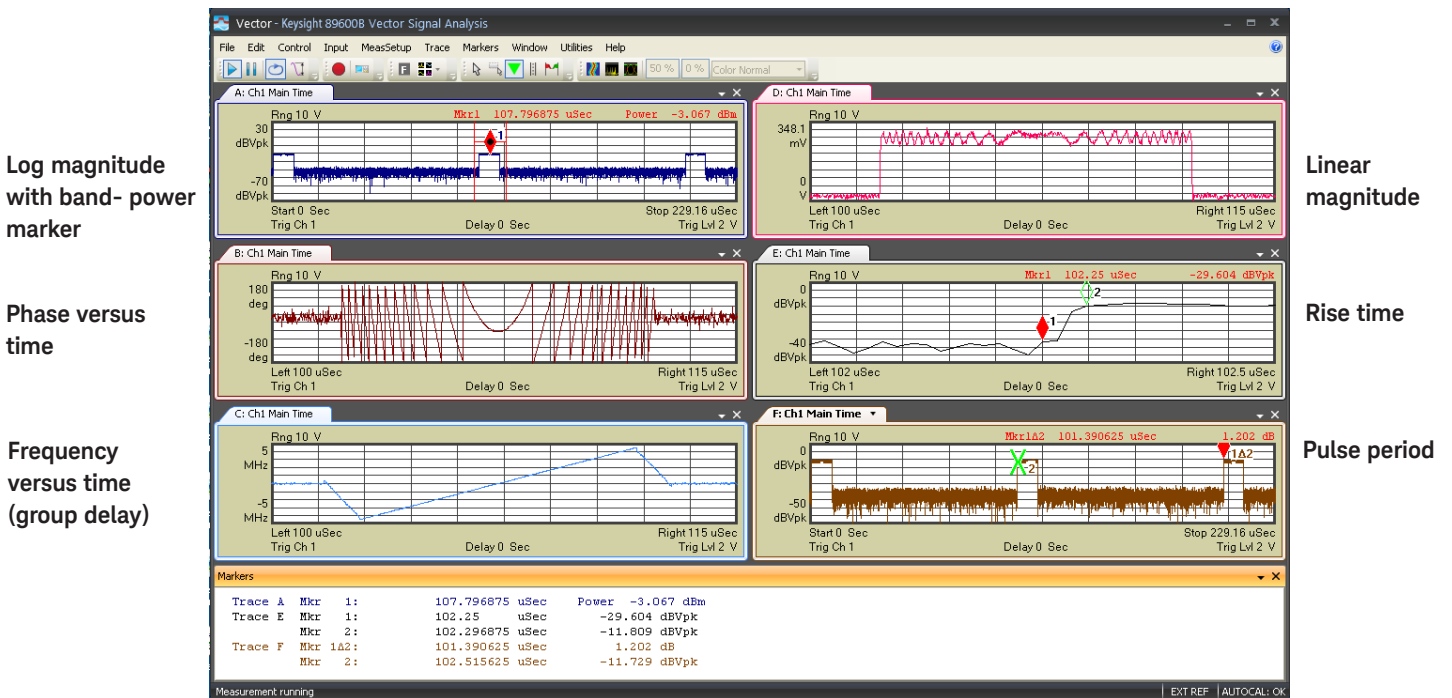 Vector - Keysight 89600B Vector Signal Analysis
File Edit Control Input MeasSetup Trace Markers Window Utilities Help
F 50 % 0 % Color Normal
Log magnitude
with band- power
marker
A: Ch1 Main Time
Rng 10 V Mkr1 107.796875 uSec Power -3.067 dBm
30
dBVpk
1
-70
dBVpk
Start 0 Sec Stop 229.16 uSec
Trig Ch 1 Delay 0 Sec Trig Lvl 2 V
D: Ch1 Main Time
Rng 10 V
348.1
mV
0
V
Left 100 uSec Right 115 uSec
Trig Ch 1 Delay 0 Sec Trig Lvl 2 V
Linear
magnitude
Phase versus
time
B: Ch1 Main Time
Rng 10 V
180
deg
-180
deg
Left 100 uSec Right 115 uSec
Trig Ch 1 Delay 0 Sec Trig Lvl 2 V
E: Ch1 Main Time
Rng 10 V Mkr1 102.25 uSec -29.604 dBVpk
0
dBVpk
2
1
-40
dBVpk
Left 102 uSec Right 102.5 uSec
Trig Ch 1 Delay 0 Sec Trig Lvl 2 V
Rise time
Frequency
versus time
(group delay)
C: Ch1 Main Time
Rng 10 V
5
MHz
-5
MHz
Left 100 uSec Right 115 uSec
Trig Ch 1 Delay 0 Sec Trig Lvl 2 V
F: Ch1 Main Time
Rng 10 V Mkr1Δ2 101.390625 uSec 1.202 dB
0
dBVpk
2
1Δ2
-50
dBVpk
Start 0 Sec Stop 229.16 uSec
Trig Ch 1 Delay 0 Sec Trig Lvl 2 V
Pulse period
Markers
Trace A Mkr 1: 107.796875 uSec Power -3.067 dBm
Trace E Mkr 1: 102.25 uSec -29.604 dBVpk
Mkr 2: 102.296875 uSec -11.809 dBVpk
Trace F Mkr 1Δ2: 101.390625 uSec 1.202 dB
Mkr 2: 102.515625 uSec -11.729 dBVpk
Measurement running EXT REF AUTOCAL: OK